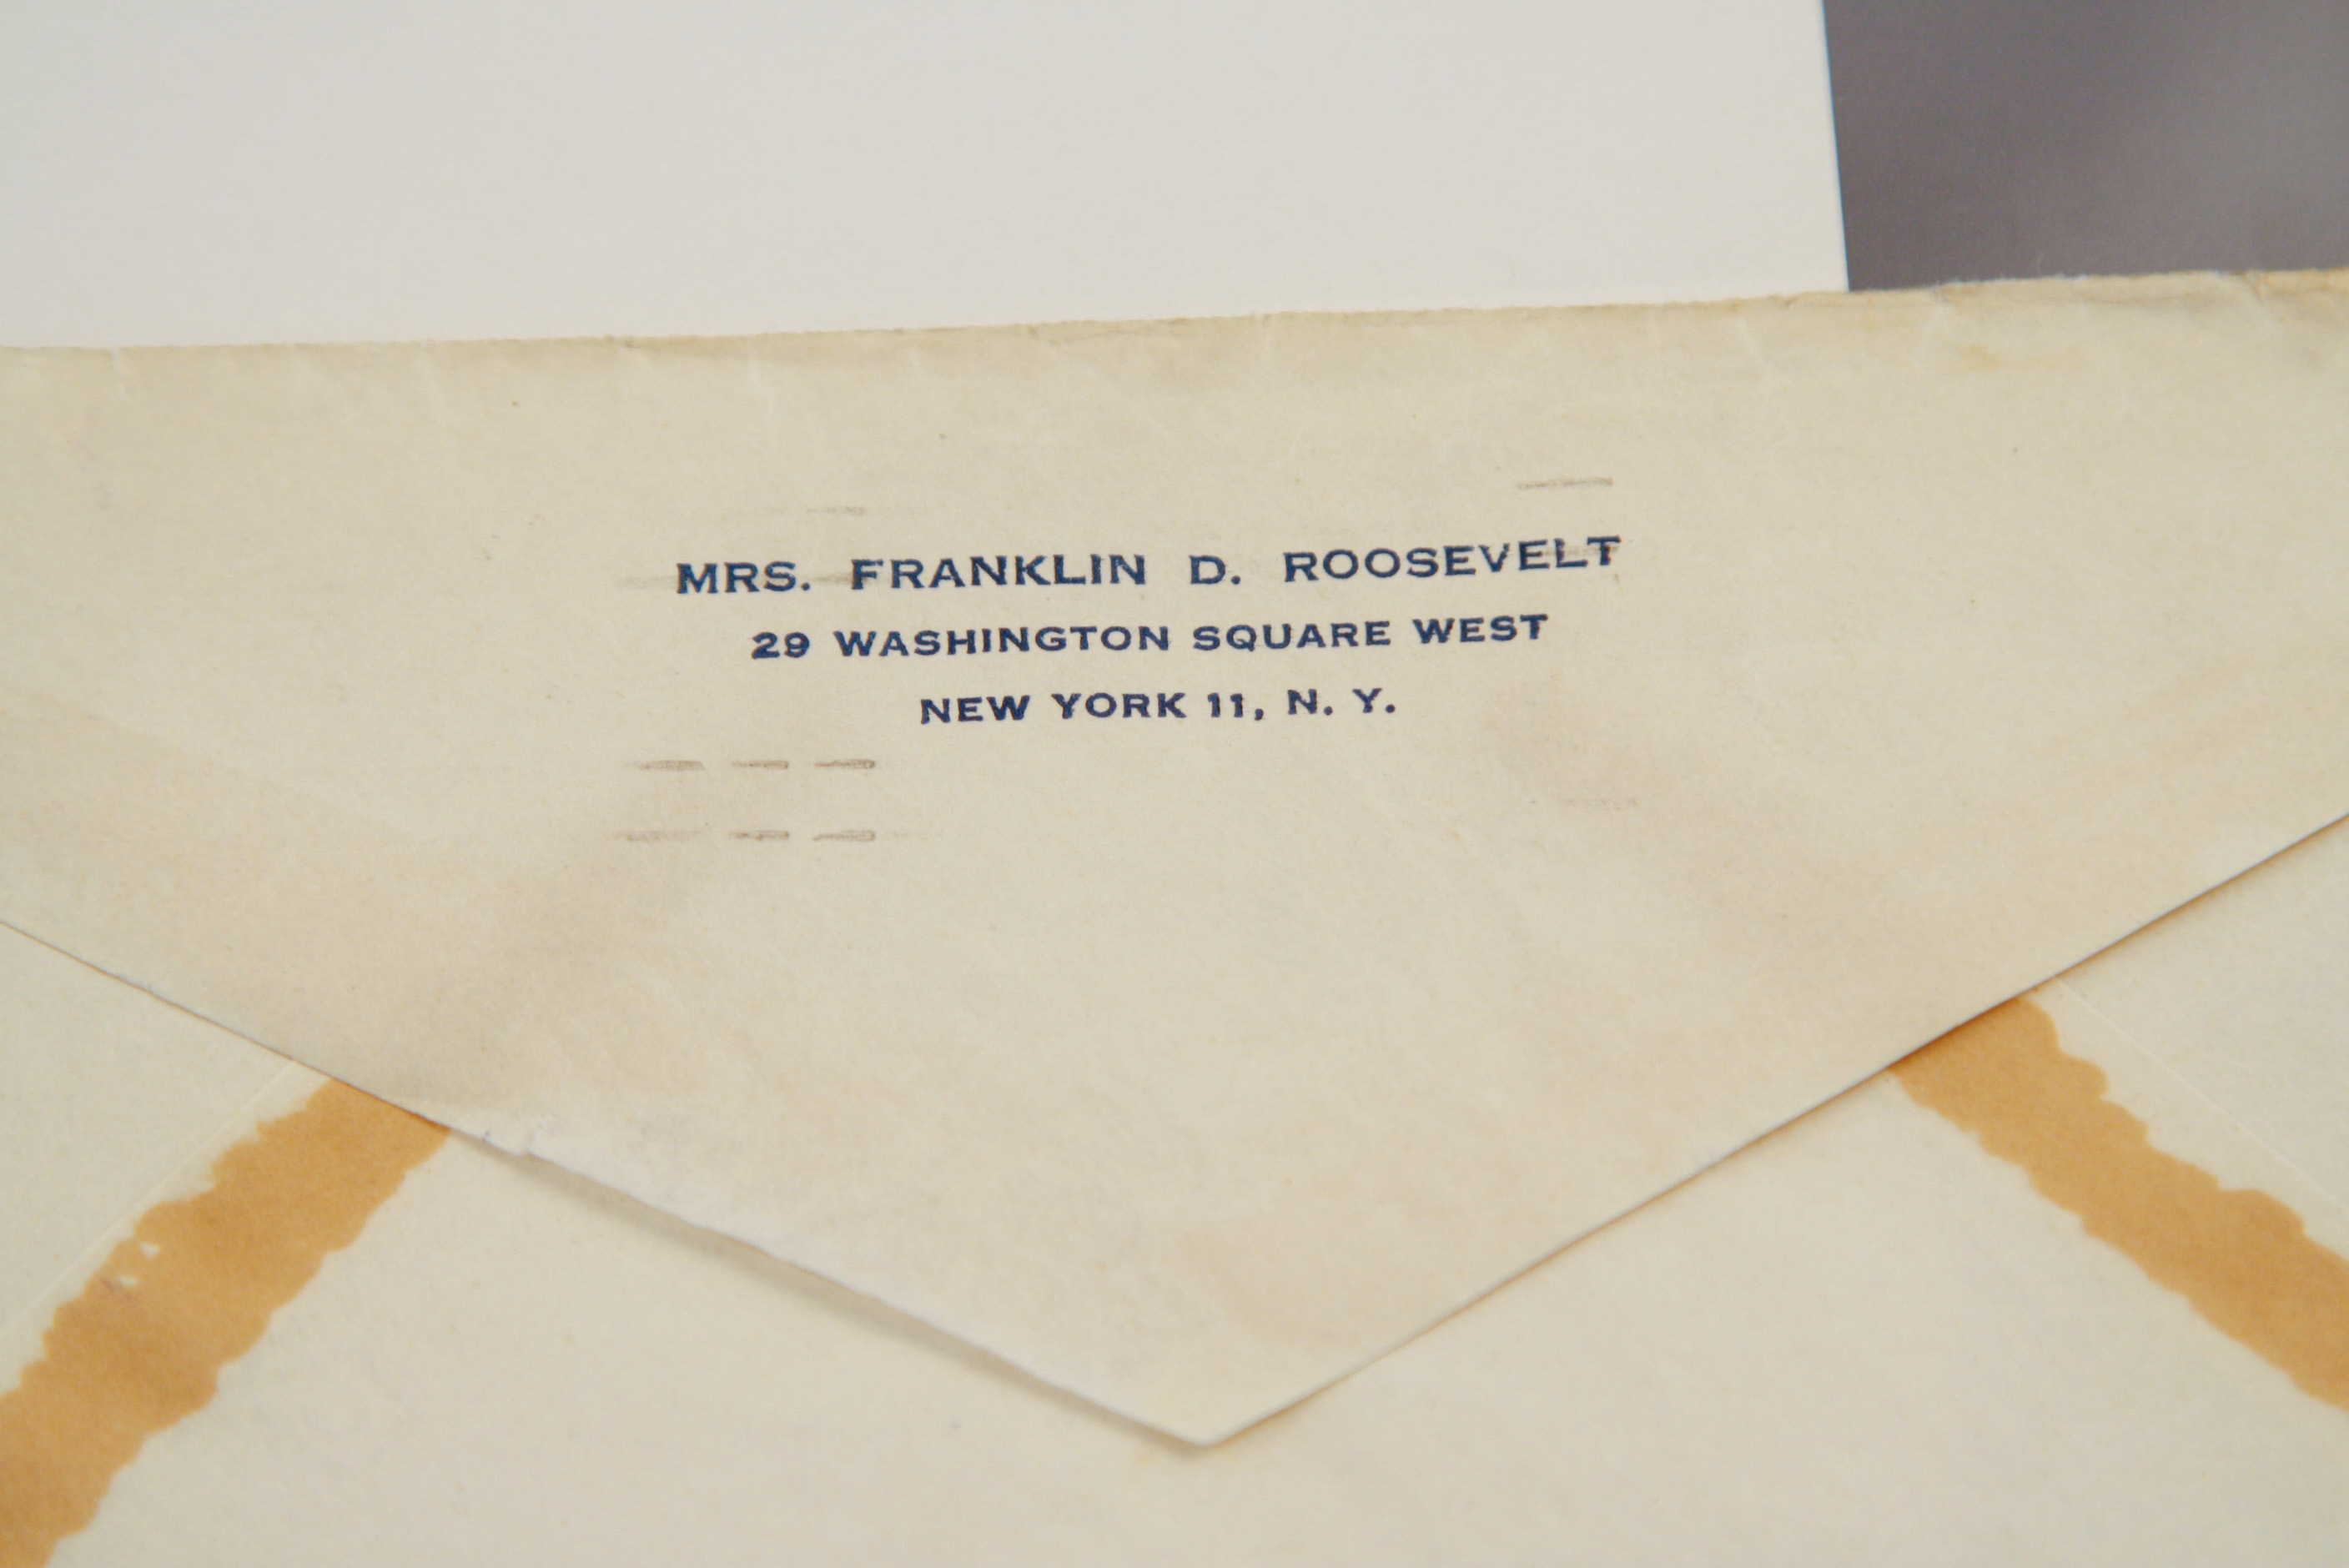 MRS. FRANKLIN D. ROOSEVELT
29 WASHINGTON SQUARE WEST
NEW YORK 11, N. Y.